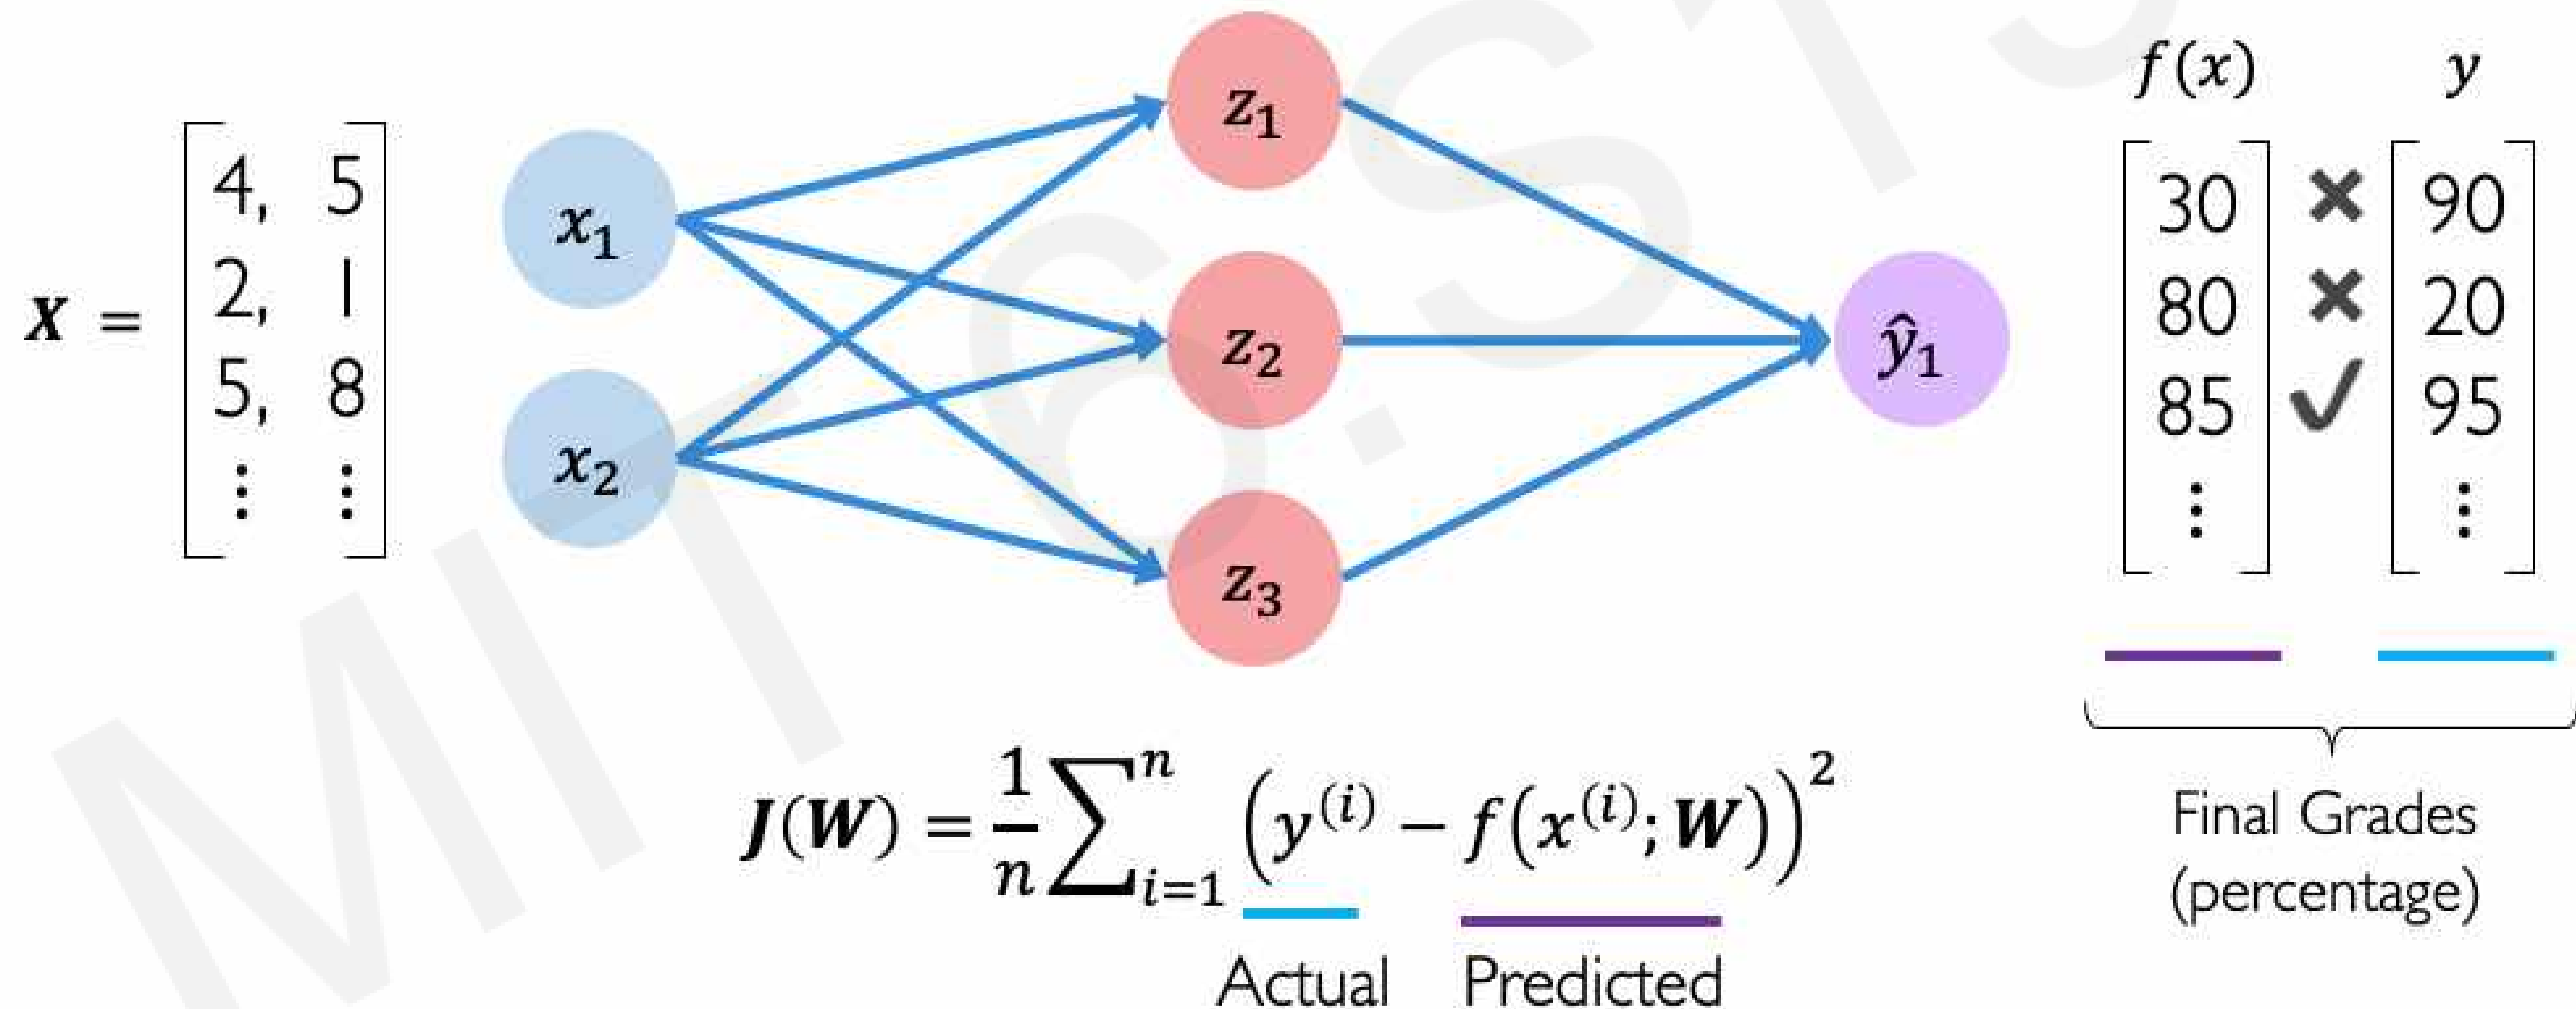 X = [4, 5
2, 1
5, 8
⋮ ⋮]
x₁
x₂
z₁
z₂
z₃
ŷ₁
f(x) y
30 ✖ 90
80 ✖ 20
85 ✔ 95
⋮ ⋮
Final Grades
(percentage)
J(W) = 1/n ∑ⁿᵢ₌₁ (y⁽ⁱ⁾ − f(x⁽ⁱ⁾; W))²
Actual Predicted
MIT 6.S19